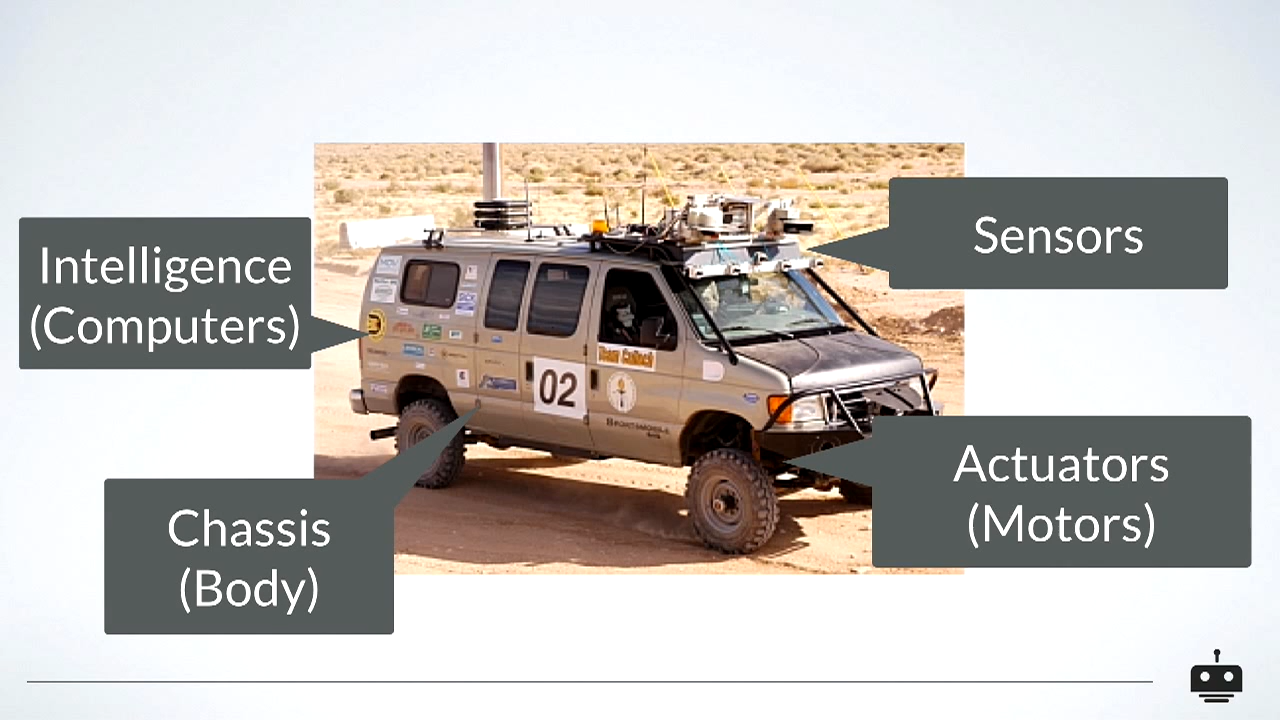 Intelligence
(Computers)
Sensors
02
Team Caltech
Actuators
(Motors)
Chassis
(Body)